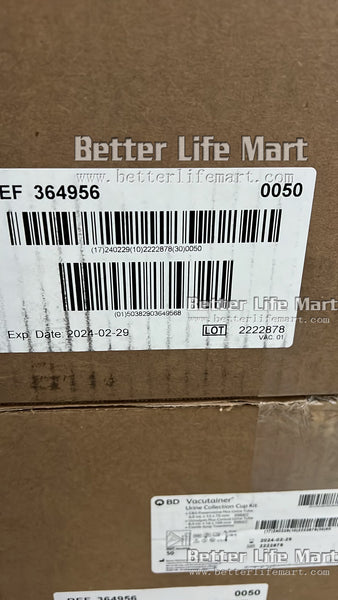 Better Life Mart
www.betterlifemart.com
EF 364956 0050
(17)240229(10)2222878(30)0050
(01)50382903649568
Better Life Mart
www.betterlifemart.com
Exp. Date: 2024-02-29 LOT 2222878
VAC. 01
BD Vacutainer®
Urine Collection Cup Kit
2024-02-29
2222878
50
Better Life Mart
www.betterlifemart.com
REF 364956 0050